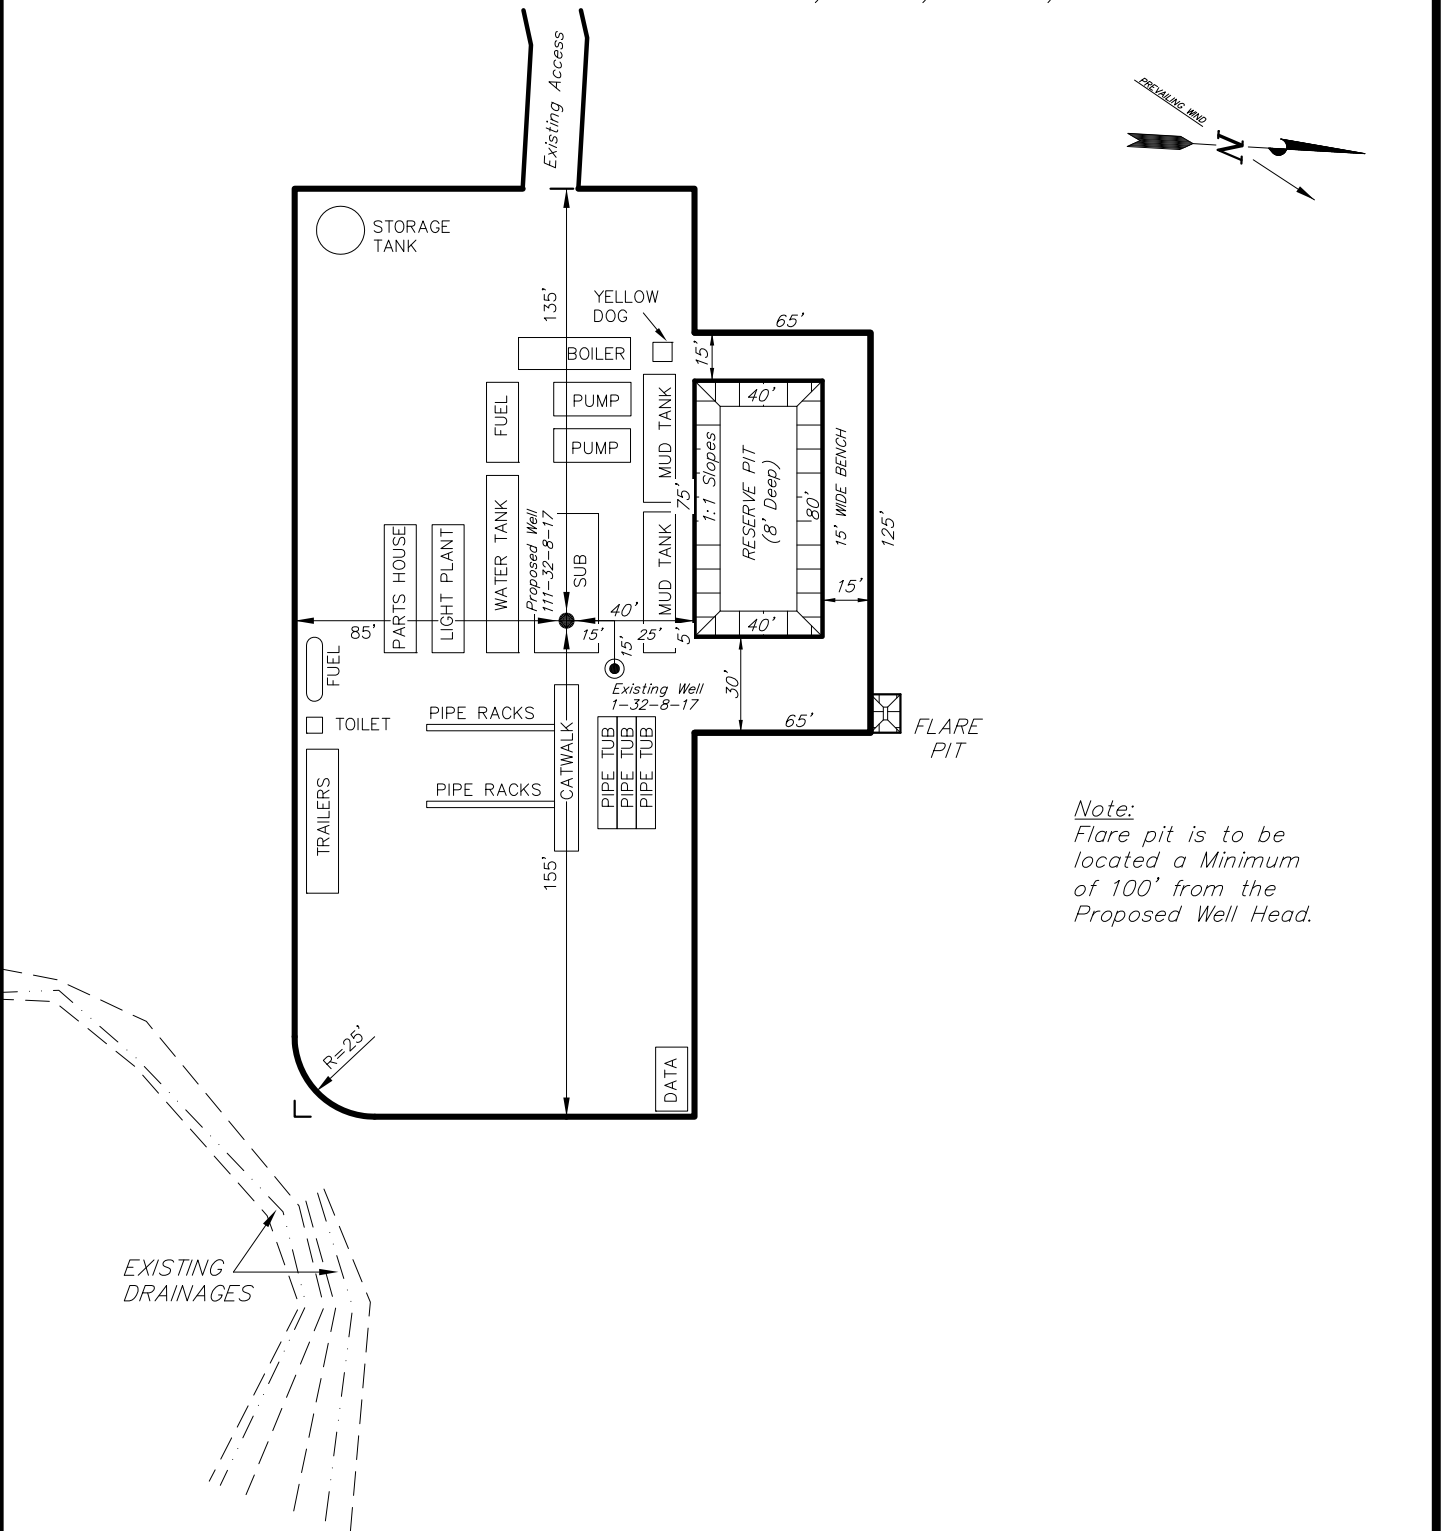 Existing Access
PREVAILING WIND
N
STORAGE
TANK
135'
YELLOW
DOG
65'
15'
BOILER
40'
FUEL
PUMP
PUMP
MUD TANK
75'
1:1 Slopes
RESERVE PIT
(8' Deep)
80'
15' WIDE BENCH
125'
PARTS HOUSE
LIGHT PLANT
WATER TANK
Proposed Well
111-32-8-17
SUB
MUD TANK
15'
40'
85'
15'
25'
5'
40'
15'
FUEL
Existing Well
1-32-8-17
30'
TOILET
PIPE RACKS
65'
FLARE
PIT
CATWALK
PIPE TUB
PIPE TUB
PIPE TUB
PIPE RACKS
TRAILERS
155'
Note:
Flare pit is to be
located a Minimum
of 100' from the
Proposed Well Head.
R=25'
DATA
EXISTING
DRAINAGES